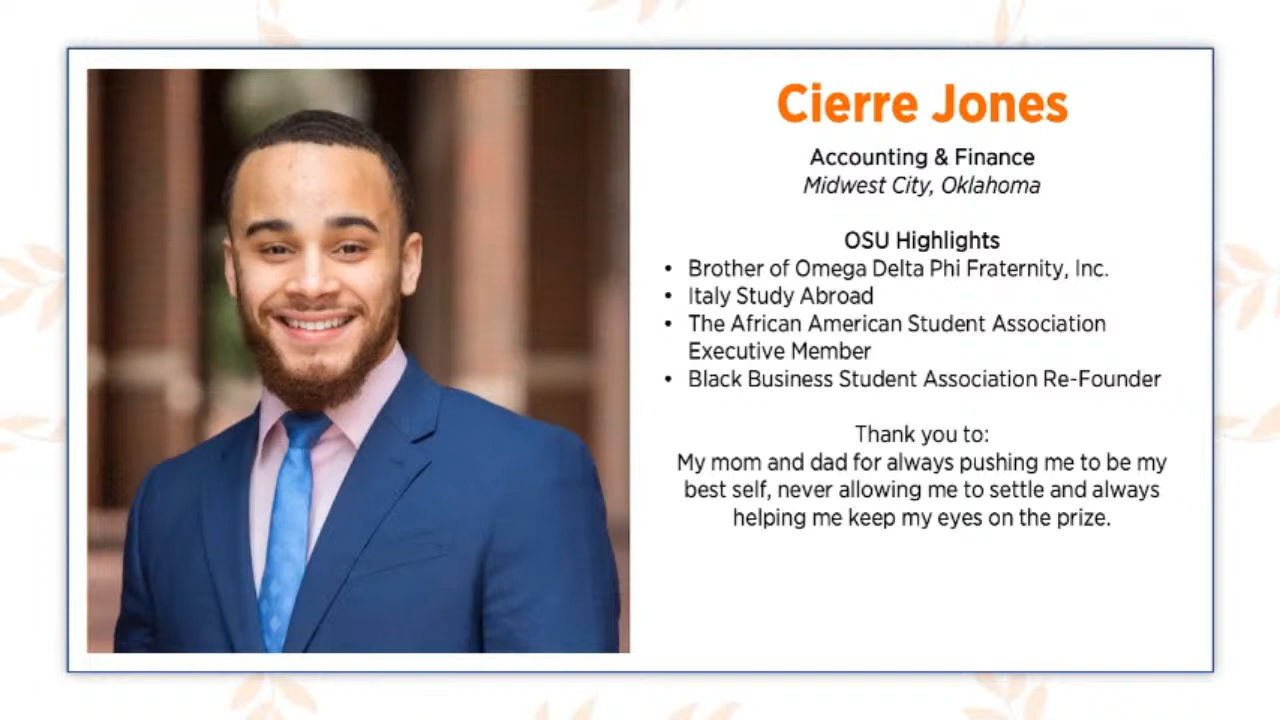 Cierre Jones
Accounting & Finance
Midwest City, Oklahoma
OSU Highlights
• Brother of Omega Delta Phi Fraternity, Inc.
• Italy Study Abroad
• The African American Student Association
Executive Member
• Black Business Student Association Re-Founder
Thank you to:
My mom and dad for always pushing me to be my
best self, never allowing me to settle and always
helping me keep my eyes on the prize.